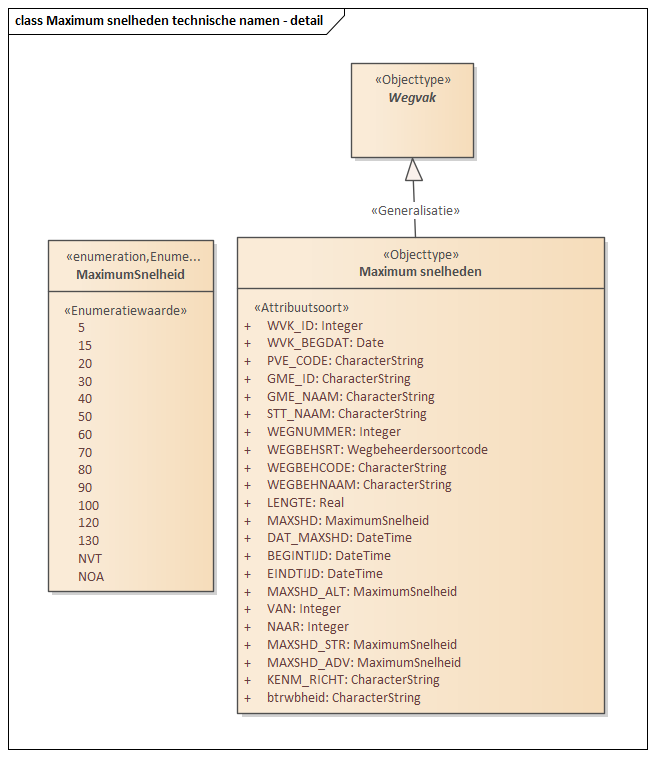 class Maximum snelheden technische namen - detail
«Objecttype»
Wegvak
«Generalisatie»
«enumeration,Enume...
MaximumSnelheid
«Enumeratiewaarde»
5
15
20
30
40
50
60
70
80
90
100
120
130
NVT
NOA
«Objecttype»
Maximum snelheden
«Attribuutsoort»
+ WVK_ID: Integer
+ WVK_BEGDAT: Date
+ PVE_CODE: CharacterString
+ GME_ID: CharacterString
+ GME_NAAM: CharacterString
+ STT_NAAM: CharacterString
+ WEGNUMMER: Integer
+ WEGBEHSRT: Wegbeheerdersoortcode
+ WEGBEHCODE: CharacterString
+ WEGBEHNAAM: CharacterString
+ LENGTE: Real
+ MAXSHD: MaximumSnelheid
+ DAT_MAXSHD: DateTime
+ BEGINTIJD: DateTime
+ EINDTIJD: DateTime
+ MAXSHD_ALT: MaximumSnelheid
+ VAN: Integer
+ NAAR: Integer
+ MAXSHD_STR: MaximumSnelheid
+ MAXSHD_ADV: MaximumSnelheid
+ KENM_RICHT: CharacterString
+ btrwbheid: CharacterString